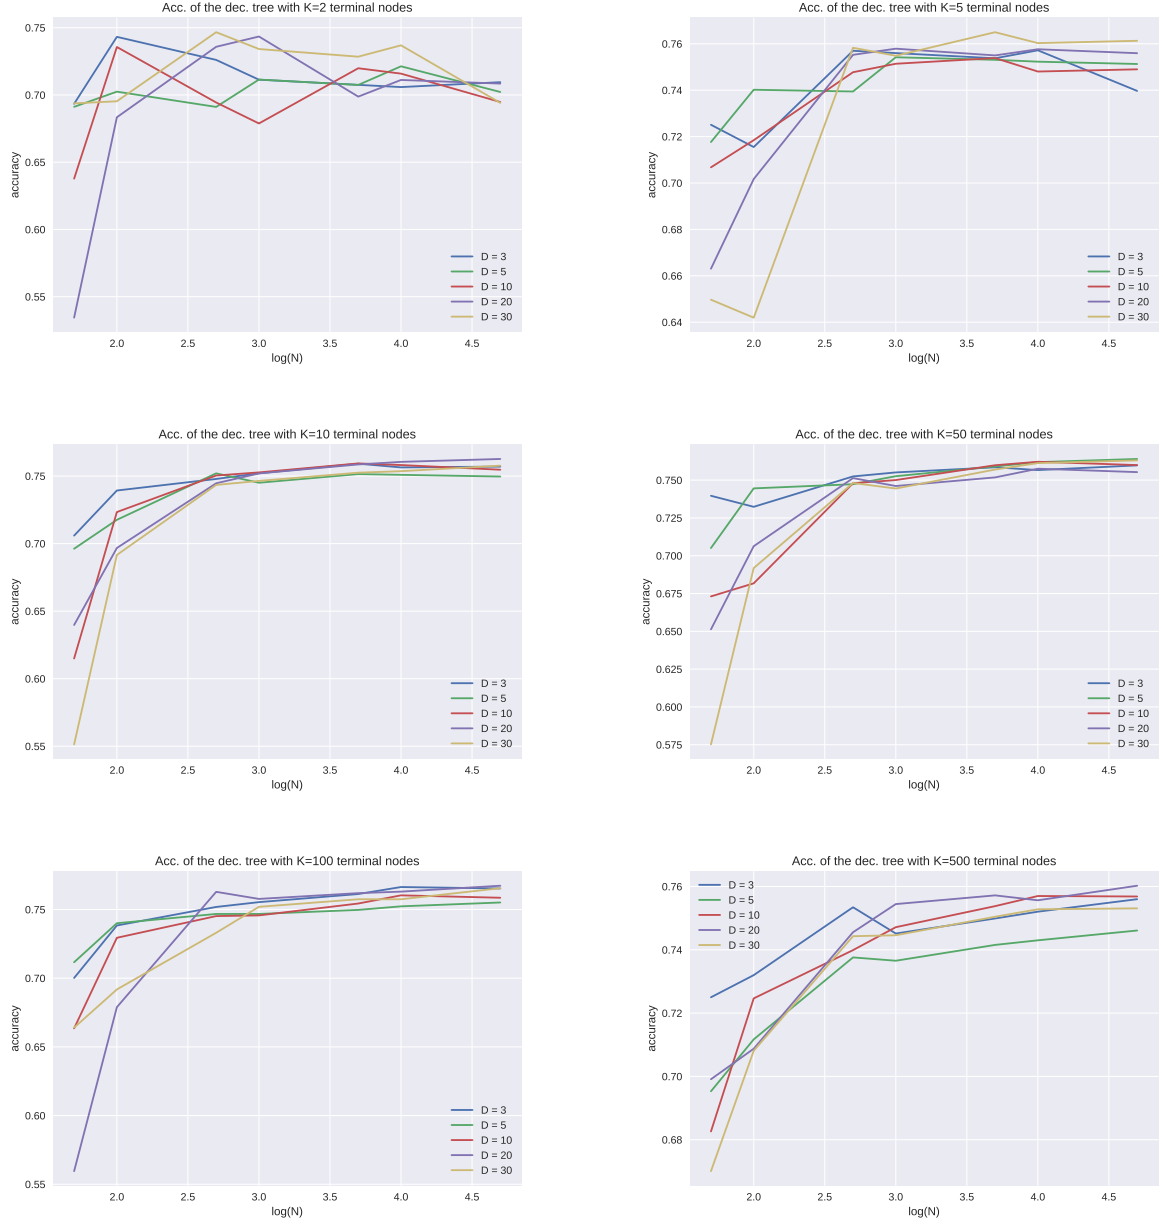 Acc. of the dec. tree with K=2 terminal nodes
0.75
0.70
0.65
0.60
0.55
accuracy
D = 3
D = 5
D = 10
D = 20
D = 30
2.0 2.5 3.0 3.5 4.0 4.5
log(N)
Acc. of the dec. tree with K=5 terminal nodes
0.76
0.74
0.72
0.70
0.68
0.66
0.64
accuracy
D = 3
D = 5
D = 10
D = 20
D = 30
2.0 2.5 3.0 3.5 4.0 4.5
log(N)
Acc. of the dec. tree with K=10 terminal nodes
0.75
0.70
0.65
0.60
0.55
accuracy
D = 3
D = 5
D = 10
D = 20
D = 30
2.0 2.5 3.0 3.5 4.0 4.5
log(N)
Acc. of the dec. tree with K=50 terminal nodes
0.750
0.725
0.700
0.675
0.650
0.625
0.600
0.575
accuracy
D = 3
D = 5
D = 10
D = 20
D = 30
2.0 2.5 3.0 3.5 4.0 4.5
log(N)
Acc. of the dec. tree with K=100 terminal nodes
0.75
0.70
0.65
0.60
0.55
accuracy
D = 3
D = 5
D = 10
D = 20
D = 30
2.0 2.5 3.0 3.5 4.0 4.5
log(N)
Acc. of the dec. tree with K=500 terminal nodes
0.76
0.74
0.72
0.70
0.68
accuracy
D = 3
D = 5
D = 10
D = 20
D = 30
2.0 2.5 3.0 3.5 4.0 4.5
log(N)